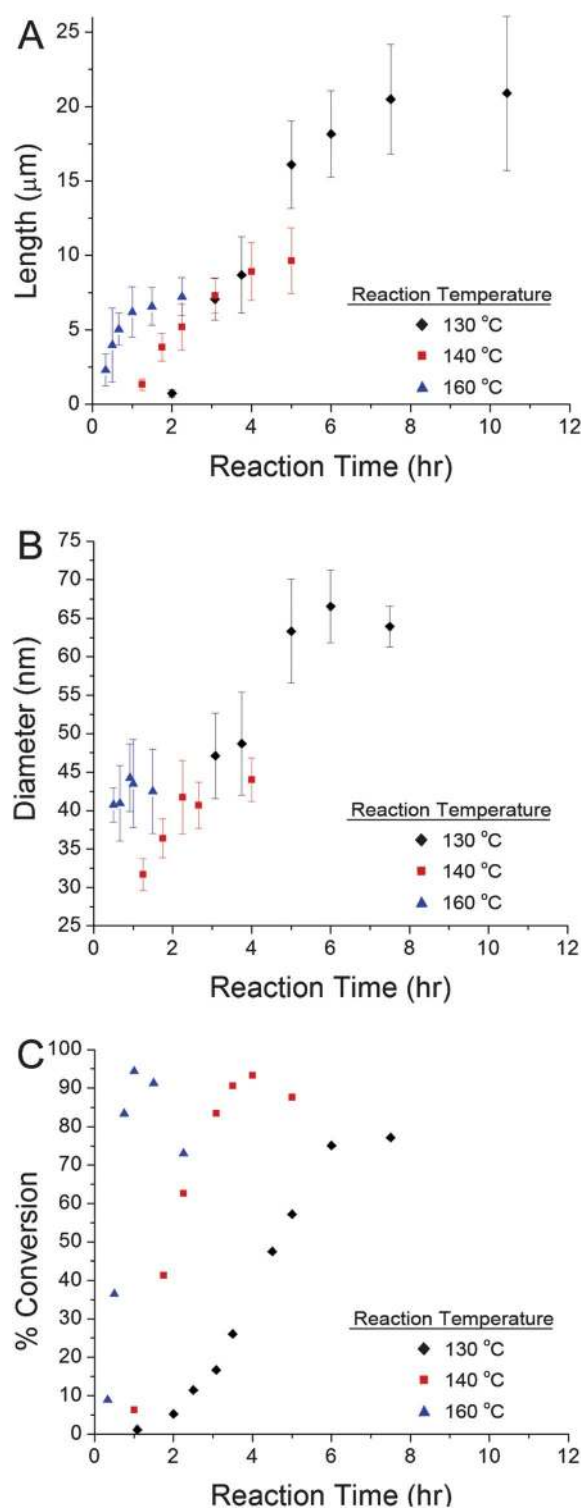 A
25
20
15
10
5
0
Length (μm)
Reaction Temperature
130 °C
140 °C
160 °C
0 2 4 6 8 10 12
Reaction Time (hr)
B
75
70
65
60
55
50
45
40
35
30
25
Diameter (nm)
Reaction Temperature
130 °C
140 °C
160 °C
0 2 4 6 8 10 12
Reaction Time (hr)
C
100
90
80
70
60
50
40
30
20
10
0
% Conversion
Reaction Temperature
130 °C
140 °C
160 °C
0 2 4 6 8 10 12
Reaction Time (hr)